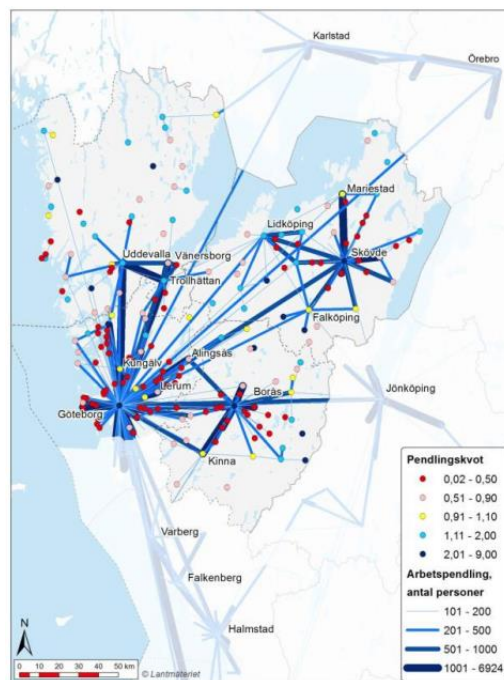 Karlstad
Örebro
Mariestad
Lidköping
Skövde
Uddevalla
Vänersborg
Trollhättan
Falköping
Alingsås
Kungälv
Lerum
Borås
Jönköping
Göteborg
Kinna
Varberg
Falkenberg
Halmstad
Pendlingskvot
0,02 - 0,50
0,51 - 0,90
0,91 - 1,10
1,11 - 2,00
2,01 - 9,00
Arbetspendling,
antal personer
101 - 200
201 - 500
501 - 1000
1001 - 6924
N
0 10 20 30 40 50 km
© Lantmäteriet